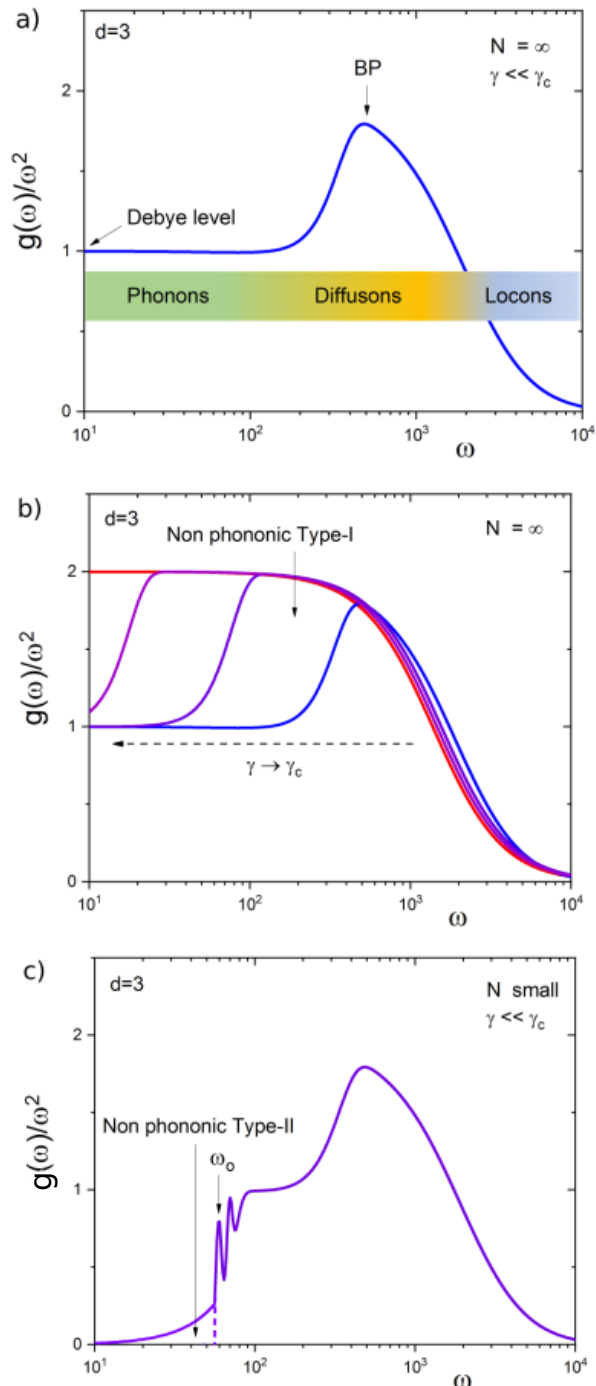 a)
d=3
N = ∞
γ << γc
BP
Debye level
Phonons Diffusons Locons
g(ω)/ω²
2
1
0
10¹ 10² 10³ 10⁴
ω
b)
d=3
Non phononic Type-I
N = ∞
g(ω)/ω²
2
1
0
γ → γc
10¹ 10² 10³ 10⁴
ω
c)
d=3
N small
γ << γc
Non phononic Type-II
ωo
g(ω)/ω²
2
1
0
10¹ 10² 10³ 10⁴
ω